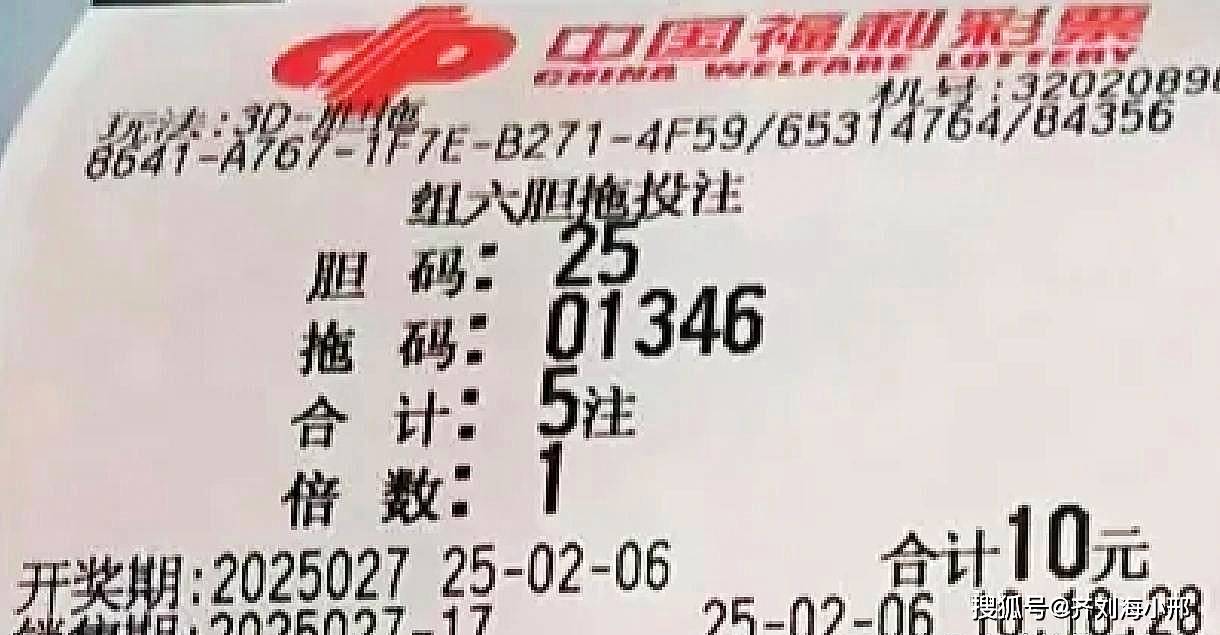 中国福利彩票
CHINA WELFARE LOTTERY
玩法:3D-胆拖 机号:32020898
8641-A767-1F7E-B271-4F59/65314764/84356
组六胆拖投注
胆 码: 25
拖 码: 01346
合 计: 5注
倍 数: 1
合计10元
开奖期:2025027 25-02-06
销售期:2025027-17 25-02-06
搜狐号@齐刘海小邢